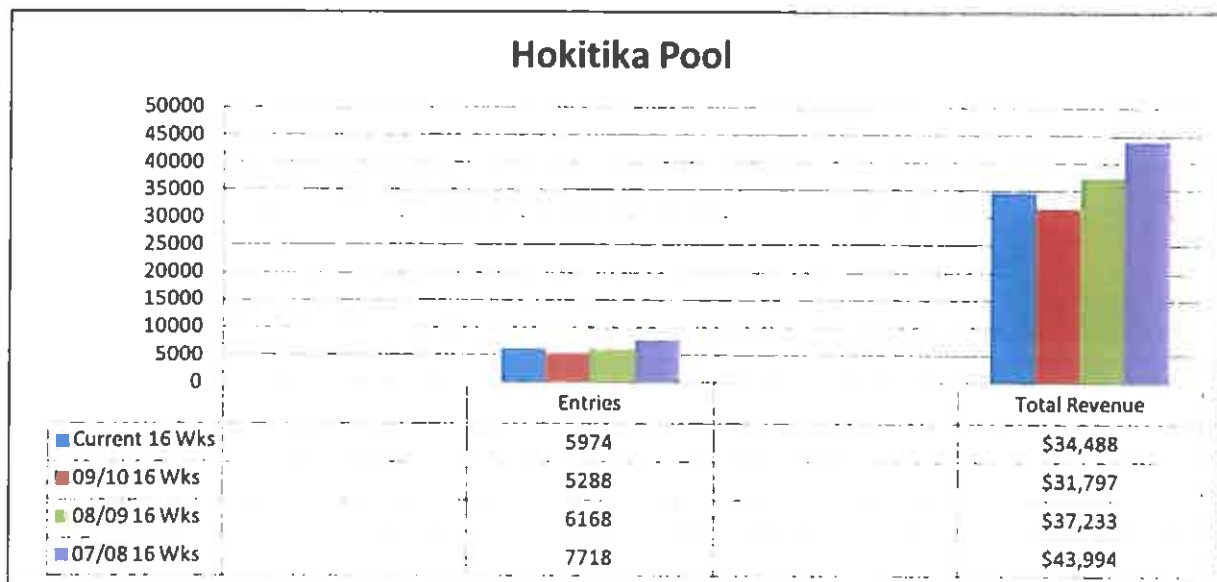 Hokitika Pool
50000
45000
40000
35000
30000
25000
20000
15000
10000
5000
0
Entries Total Revenue
Current 16 Wks 5974 $34,488
09/10 16 Wks 5288 $31,797
08/09 16 Wks 6168 $37,233
07/08 16 Wks 7718 $43,994